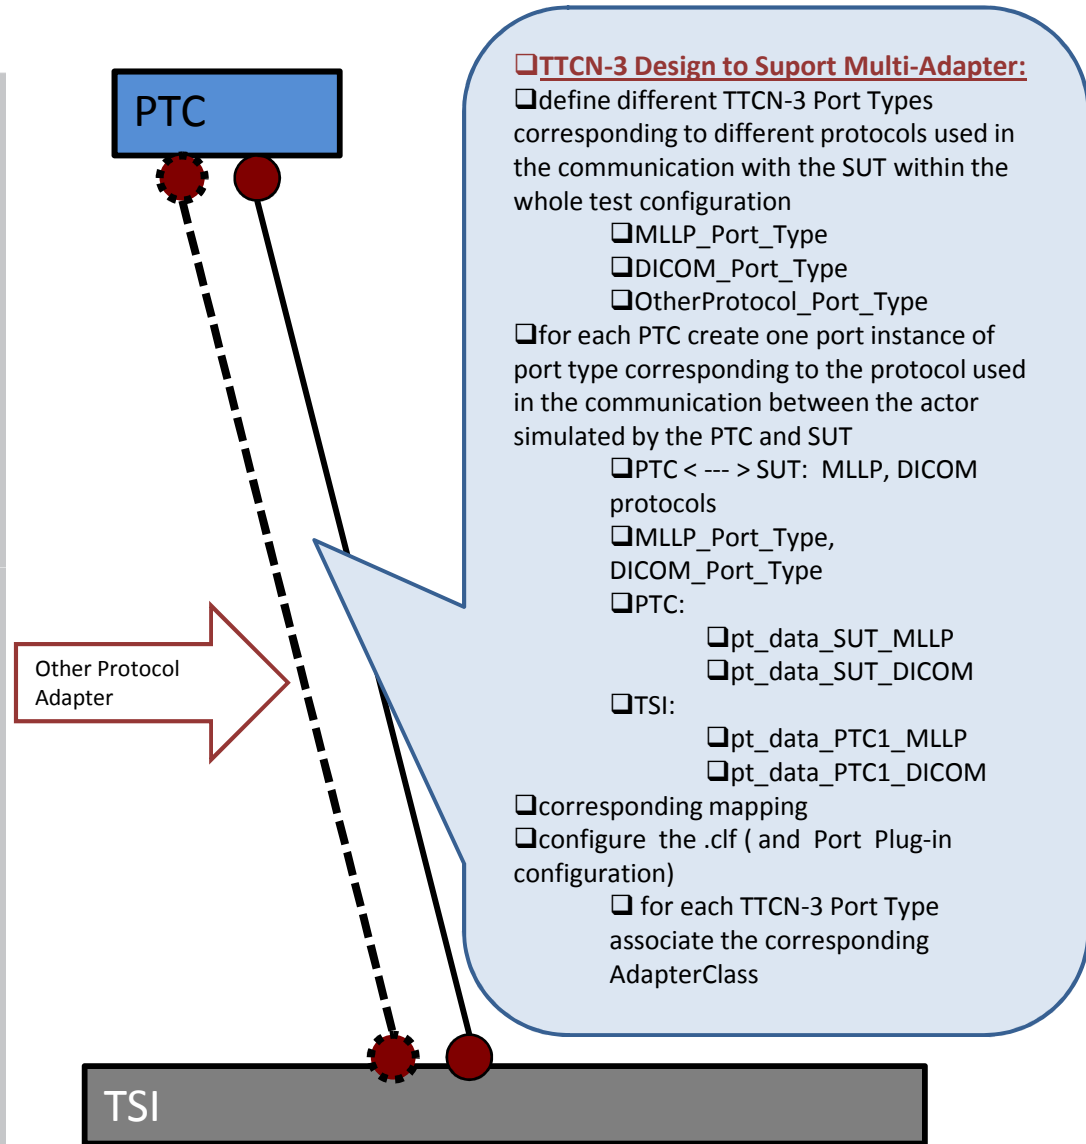 PTC
❑TTCN-3 Design to Suport Multi-Adapter:
❑define different TTCN-3 Port Types
corresponding to different protocols used in
the communication with the SUT within the
whole test configuration
❑MLLP_Port_Type
❑DICOM_Port_Type
❑OtherProtocol_Port_Type
❑for each PTC create one port instance of
port type corresponding to the protocol used
in the communication between the actor
simulated by the PTC and SUT
❑PTC < --- > SUT: MLLP, DICOM
protocols
❑MLLP_Port_Type,
DICOM_Port_Type
❑PTC:
❑pt_data_SUT_MLLP
❑pt_data_SUT_DICOM
❑TSI:
❑pt_data_PTC1_MLLP
❑pt_data_PTC1_DICOM
❑corresponding mapping
❑configure the .clf ( and Port Plug-in
configuration)
❑ for each TTCN-3 Port Type
associate the corresponding
AdapterClass
Other Protocol
Adapter
TSI